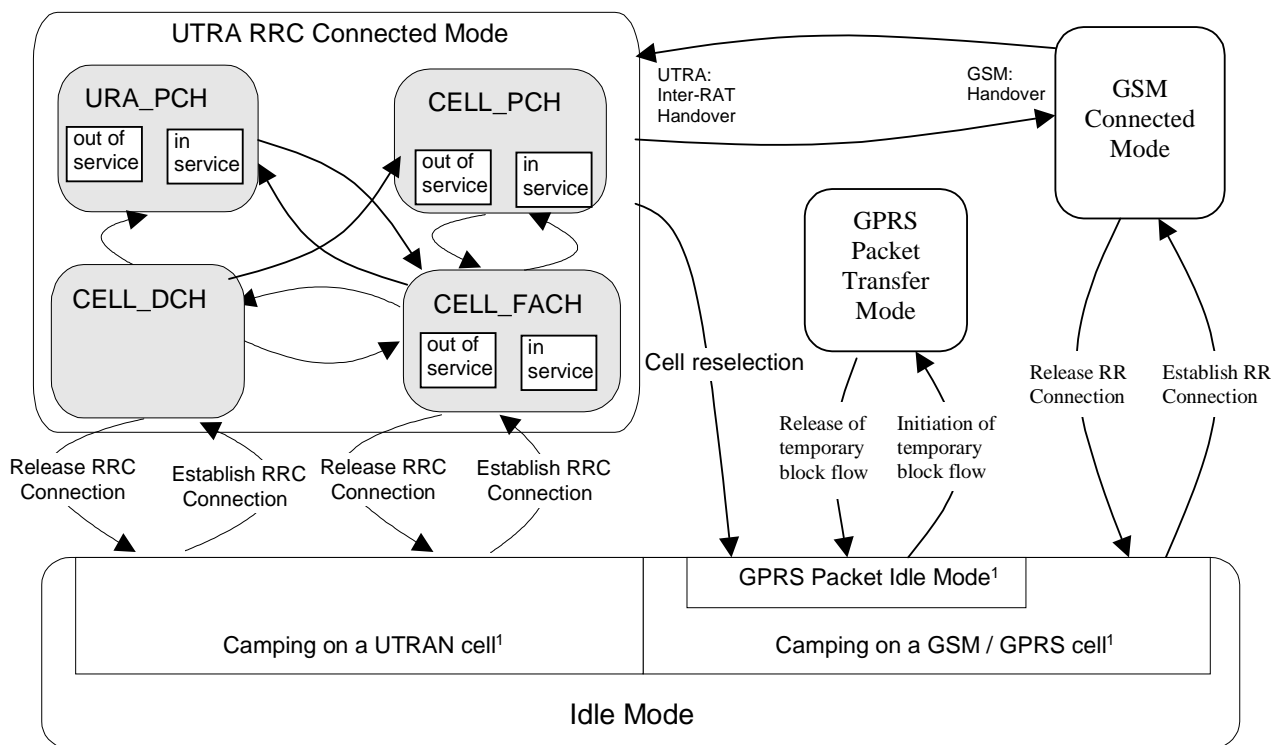 UTRA RRC Connected Mode
URA_PCH
out of
service
in
service
CELL_PCH
out of
service
in
service
CELL_DCH
CELL_FACH
out of
service
in
service
UTRA:
Inter-RAT
Handover
GSM:
Handover
GSM
Connected
Mode
GPRS
Packet
Transfer
Mode
Cell reselection
Release RRC
Connection
Establish RRC
Connection
Release RRC
Connection
Establish RRC
Connection
Release of
temporary
block flow
Initiation of
temporary
block flow
Release RR
Connection
Establish RR
Connection
GPRS Packet Idle Mode¹
Camping on a UTRAN cell¹
Camping on a GSM / GPRS cell¹
Idle Mode